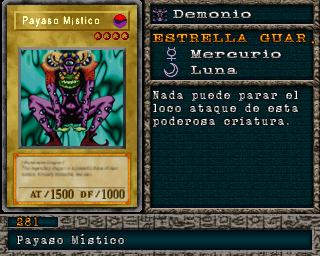 Payaso Místico
AT/1500 DF/1000
Demonio
ESTRELLA GUAR.
Mercurio
Luna
Nada puede parar el
loco ataque de esta
poderosa criatura.
281
Payaso Místico